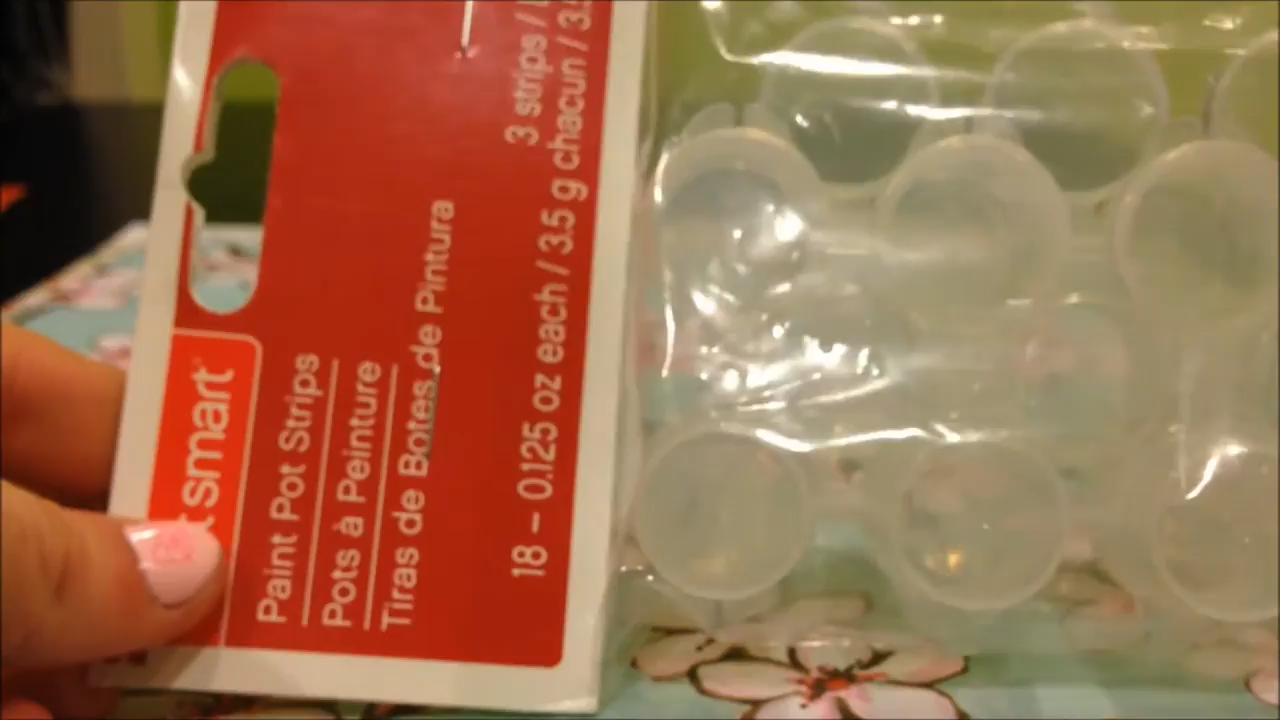 smart
Paint Pot Strips
Pots à Peinture
Tiras de Botes de Pintura
3 strips /
18 – 0.125 oz each / 3.5 g chacun /